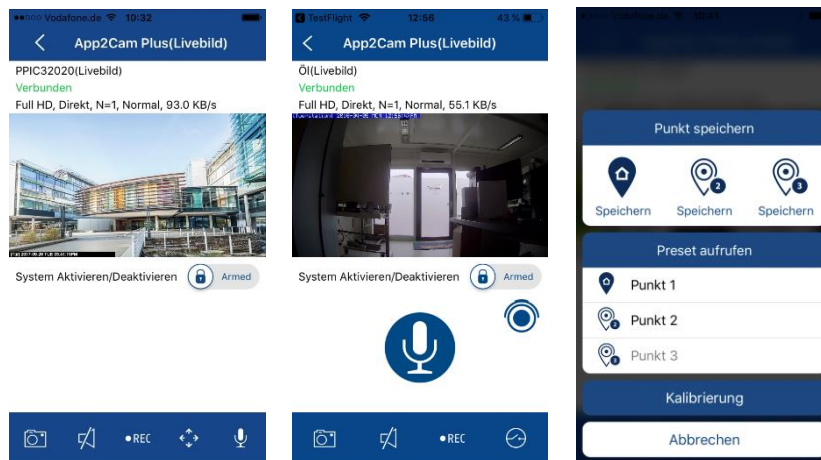 Vodafone.de 10:32
App2Cam Plus(Livebild)
PPIC32020(Livebild)
Verbunden
Full HD, Direkt, N=1, Normal, 93.0 KB/s
System Aktivieren/Deaktivieren Armed
REC
TestFlight 12:56 43 %
App2Cam Plus(Livebild)
Öl(Livebild)
Verbunden
Full HD, Direkt, N=1, Normal, 55.1 KB/s
System Aktivieren/Deaktivieren Armed
REC
Punkt speichern
2
3
Speichern Speichern Speichern
Preset aufrufen
Punkt 1
Punkt 2
Punkt 3
Kalibrierung
Abbrechen